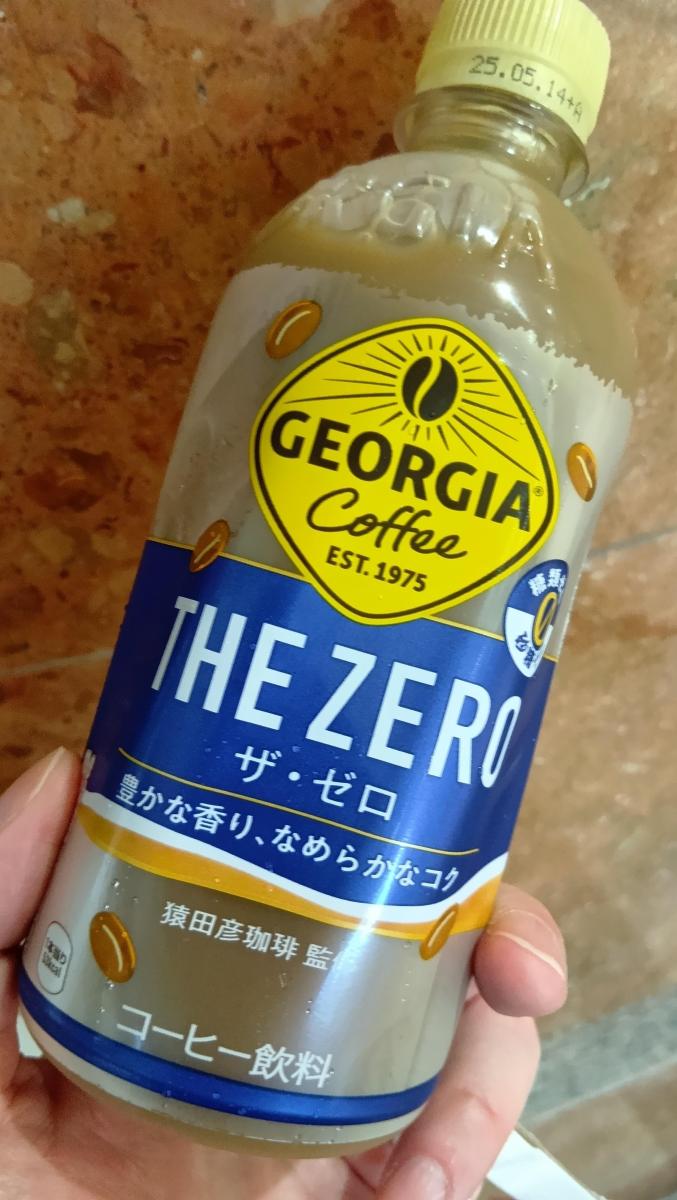 25.05.14+A
GEORGIA®
Coffee
EST. 1975
THE ZERO
ザ・ゼロ
豊かな香り、なめらかなコク
猿田彦珈琲 監
コーヒー飲料